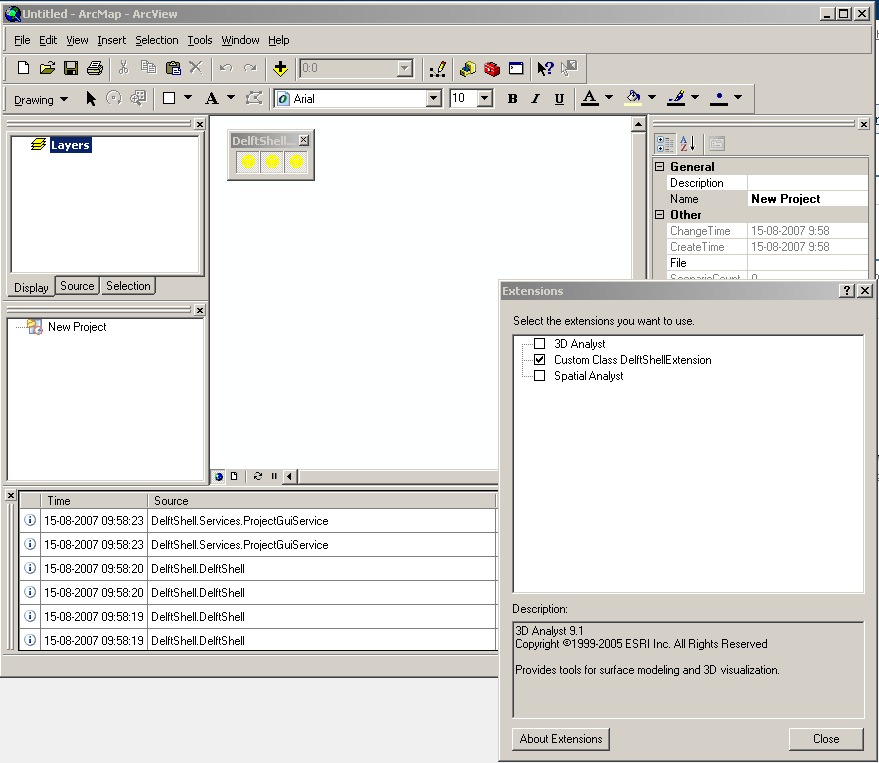 Untitled - ArcMap - ArcView
File Edit View Insert Selection Tools Window Help
0:0
Drawing A Arial 10 B I U A
Layers
Display Source Selection
New Project
DelftShell...
General
Description
Name New Project
Other
ChangeTime 15-08-2007 9:58
CreateTime 15-08-2007 9:58
File
ScenarioCount 0
Time Source
15-08-2007 09:58:23 DelftShell.Services.ProjectGuiService
15-08-2007 09:58:23 DelftShell.Services.ProjectGuiService
15-08-2007 09:58:20 DelftShell.DelftShell
15-08-2007 09:58:20 DelftShell.DelftShell
15-08-2007 09:58:19 DelftShell.DelftShell
15-08-2007 09:58:19 DelftShell.DelftShell
Extensions
Select the extensions you want to use.
3D Analyst
Custom Class DelftShellExtension
Spatial Analyst
Description:
3D Analyst 9.1
Copyright ©1999-2005 ESRI Inc. All Rights Reserved
Provides tools for surface modeling and 3D visualization.
About Extensions Close